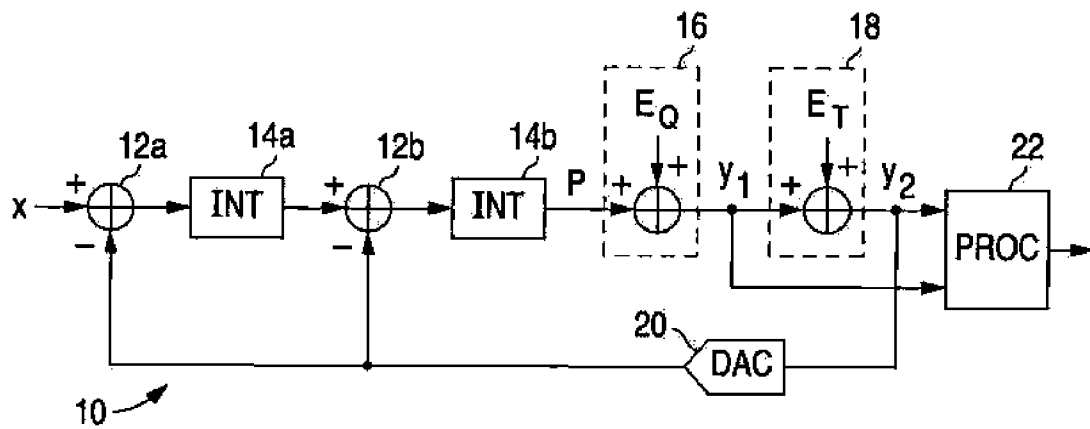 16
18
E_Q
E_T
12a
14a
12b
14b
22
x
+
−
INT
+
−
INT
P
+
+
y_1
+
+
y_2
PROC
20
DAC
10